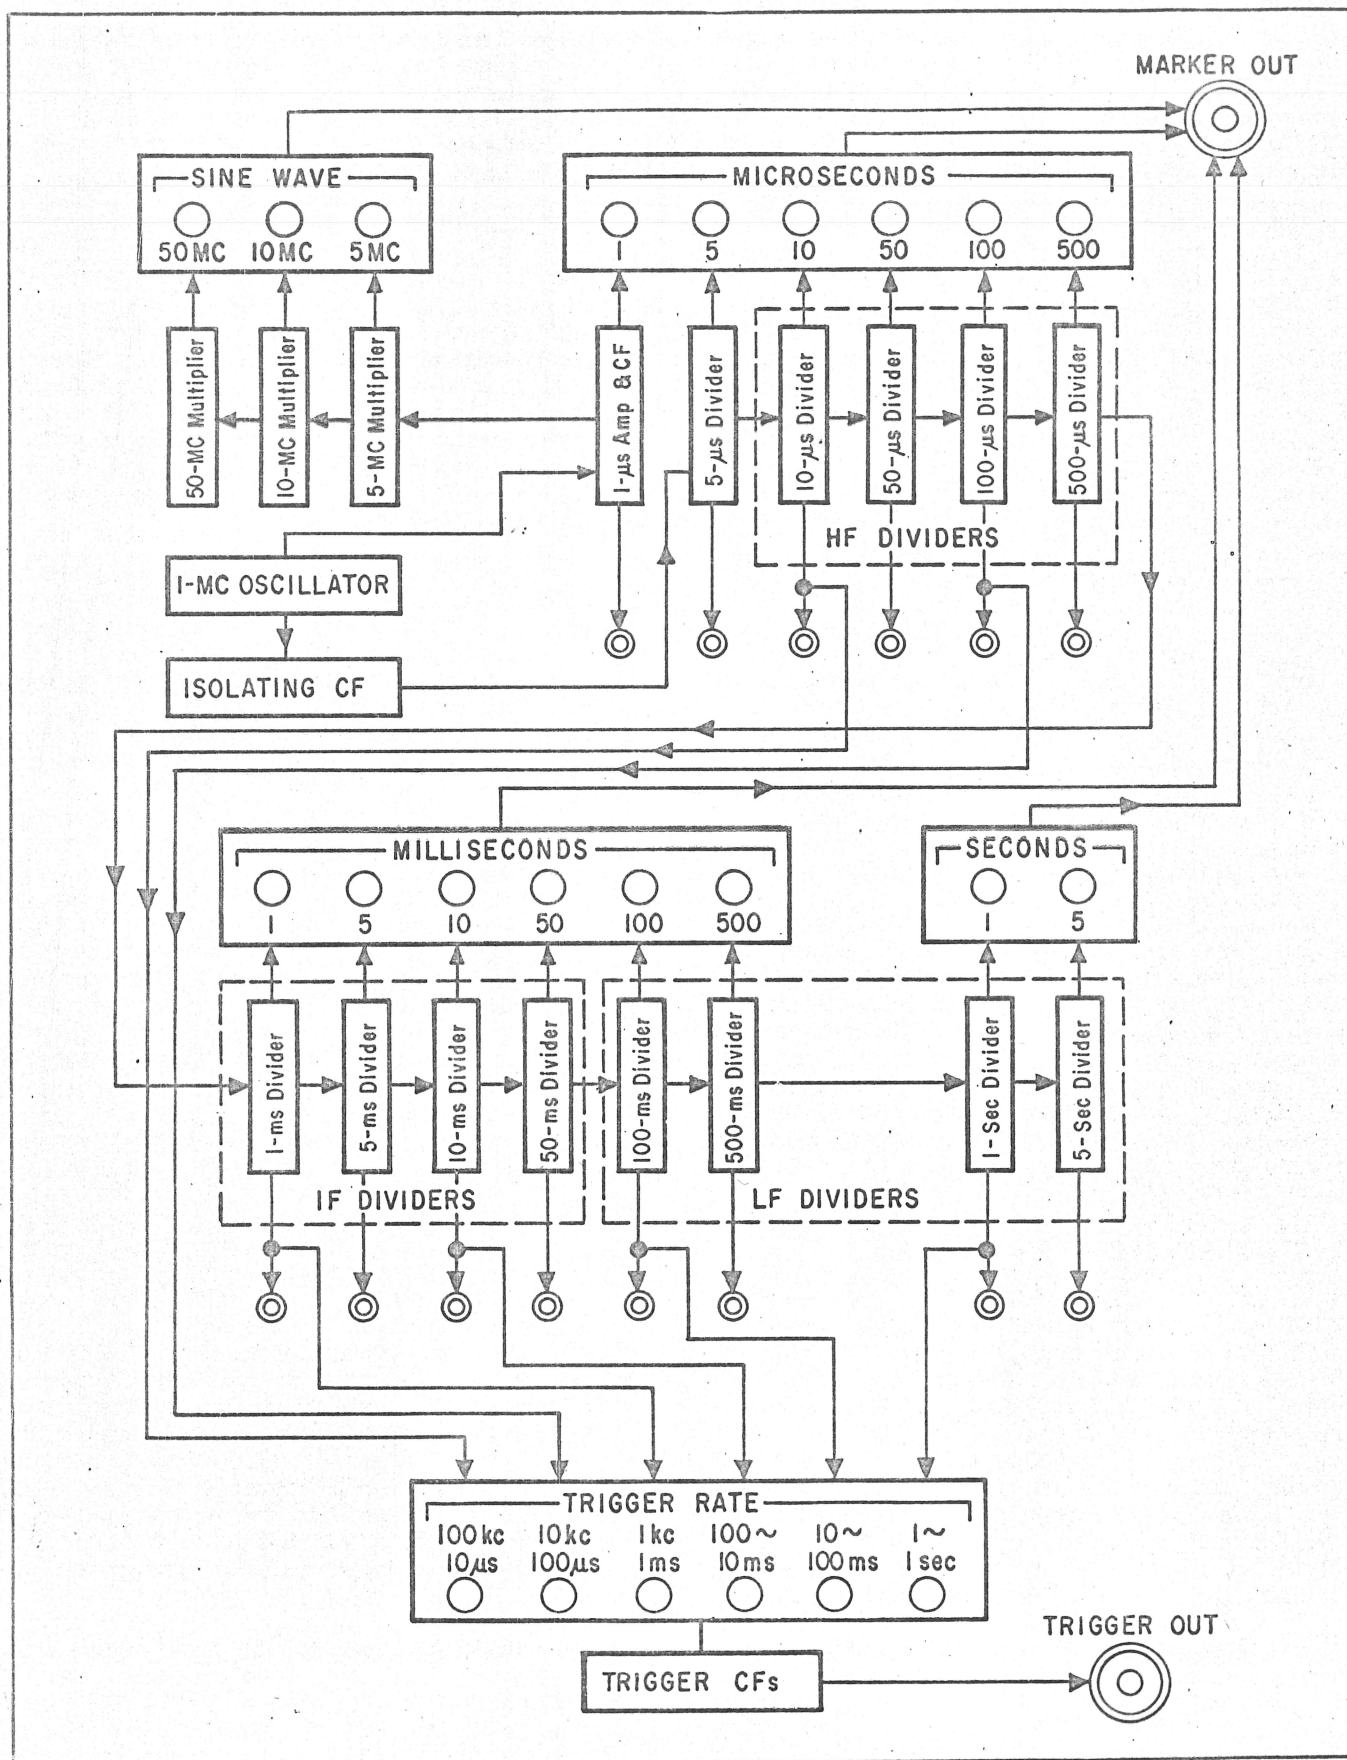 MARKER OUT
SINE WAVE
50MC 10MC 5MC
MICROSECONDS
1 5 10 50 100 500
50-MC Multiplier
10-MC Multiplier
5-MC Multiplier
1-μs Amp & CF
5-μs Divider
10-μs Divider
50-μs Divider
100-μs Divider
500-μs Divider
HF DIVIDERS
1-MC OSCILLATOR
ISOLATING CF
MILLISECONDS
1 5 10 50 100 500
SECONDS
1 5
1-ms Divider
5-ms Divider
10-ms Divider
50-ms Divider
100-ms Divider
500-ms Divider
1-Sec Divider
5-Sec Divider
IF DIVIDERS
LF DIVIDERS
TRIGGER RATE
100kc 10kc 1kc 100~ 10~ 1~
10μs 100μs 1ms 10ms 100ms 1sec
TRIGGER CFs
TRIGGER OUT